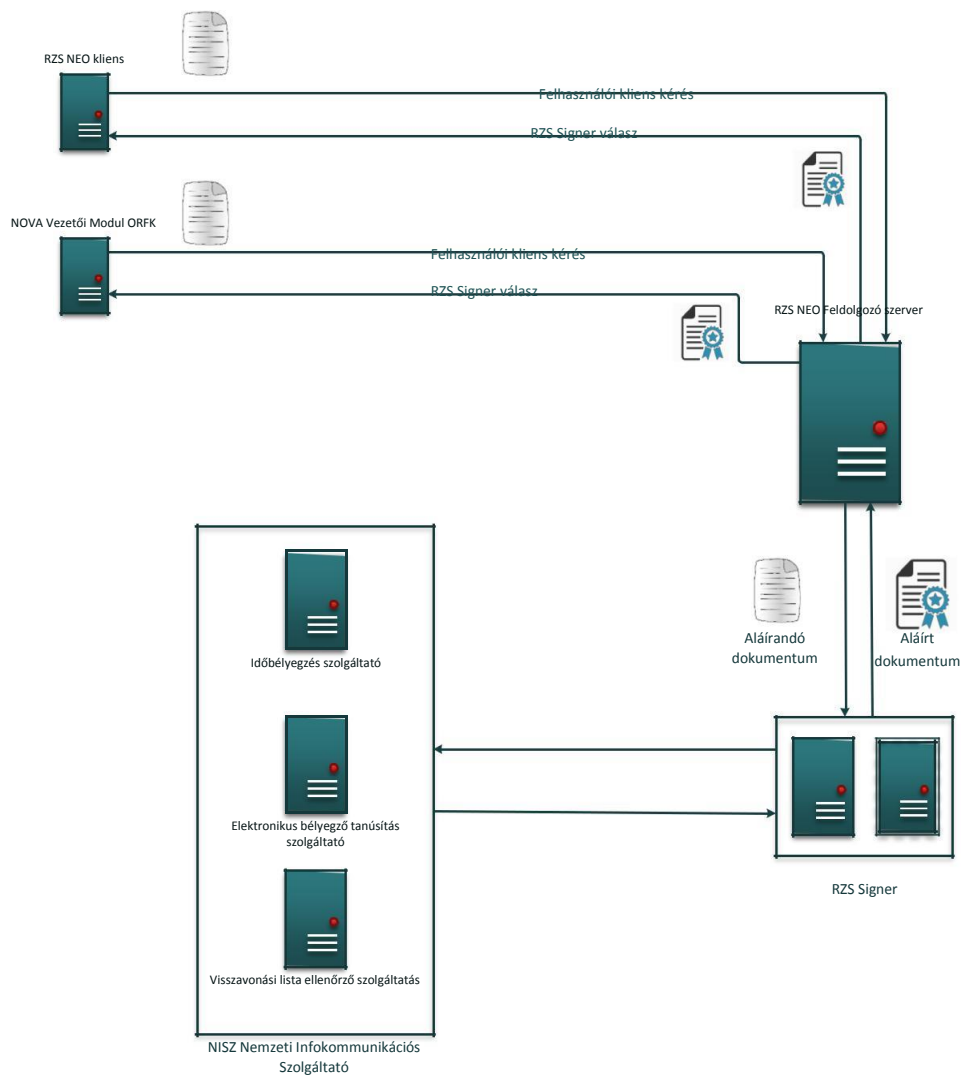 RZS NEO kliens
Felhasználói kliens kérés
RZS Signer válasz
NOVA Vezetői Modul ORFK
Felhasználói kliens kérés
RZS Signer válasz
RZS NEO Feldolgozó szerver
Aláírandó
dokumentum
Aláírt
dokumentum
Időbélyegzés szolgáltató
Elektronikus bélyegző tanúsítás
szolgáltató
RZS Signer
Visszavonási lista ellenőrző szolgáltatás
NISZ Nemzeti Infokommunikációs
Szolgáltató